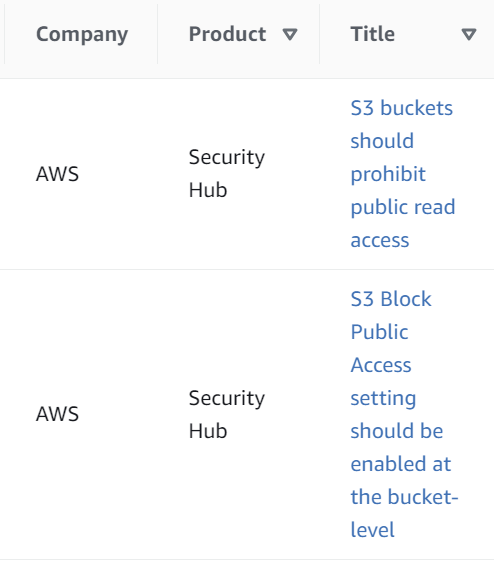 Company Product Title
S3 buckets
should
prohibit
public read
access
AWS
Security
Hub
S3 Block
Public
Access
setting
should be
enabled at
the bucket-
level
AWS
Security
Hub